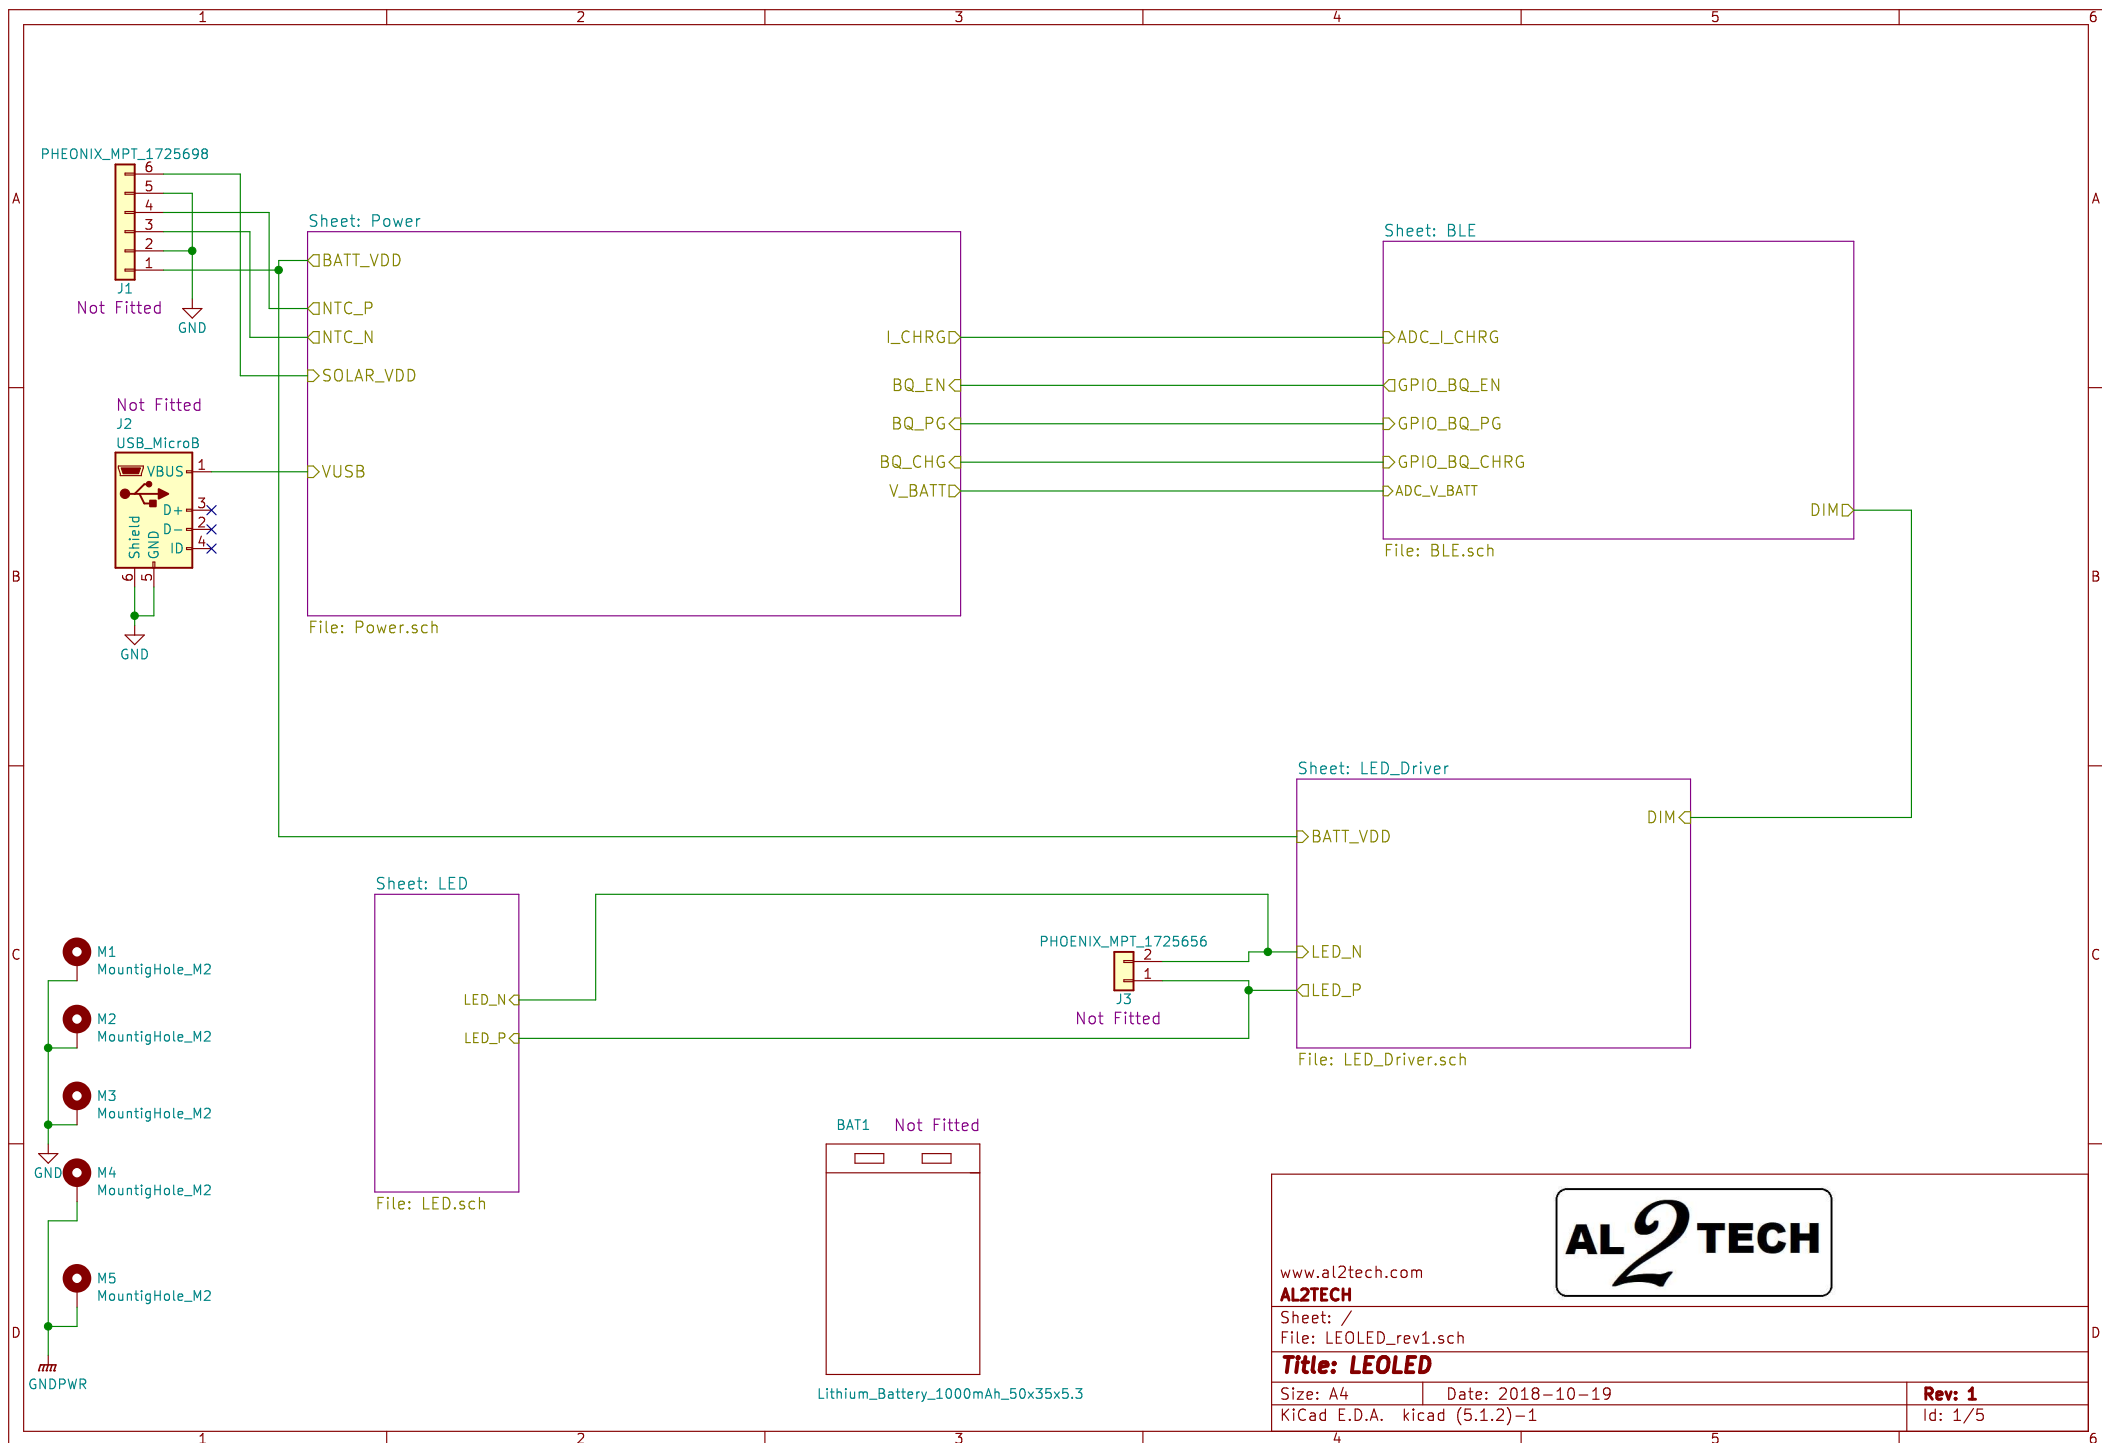 1 2 3 4 5 6
PHEONIX_MPT_1725698
6
5
4
3
2
1
J1
Not Fitted
GND
A
A
Sheet: Power
BATT_VDD
NTC_P
NTC_N
SOLAR_VDD
VUSB
I_CHRG
BQ_EN
BQ_PG
BQ_CHG
V_BATT
File: Power.sch
Sheet: BLE
ADC_I_CHRG
GPIO_BQ_EN
GPIO_BQ_PG
GPIO_BQ_CHRG
ADC_V_BATT
DIM
File: BLE.sch
Not Fitted
J2
USB_MicroB
VBUS 1
D+ 3
D- 2
ID 4
Shield
GND
6
5
GND
B
B
Sheet: LED_Driver
DIM
BATT_VDD
LED_N
LED_P
File: LED_Driver.sch
Sheet: LED
LED_N
LED_P
File: LED.sch
PHOENIX_MPT_1725656
2
1
J3
Not Fitted
C
C
M1
MountigHole_M2
M2
MountigHole_M2
M3
MountigHole_M2
GND
M4
MountigHole_M2
M5
MountigHole_M2
GNDPWR
BAT1 Not Fitted
Lithium_Battery_1000mAh_50x35x5.3
D
D
AL2TECH
www.al2tech.com
AL2TECH
Sheet: /
File: LEOLED_rev1.sch
Title: LEOLED
Size: A4 Date: 2018-10-19 Rev: 1
KiCad E.D.A. kicad (5.1.2)-1 Id: 1/5
1 2 3 4 5 6